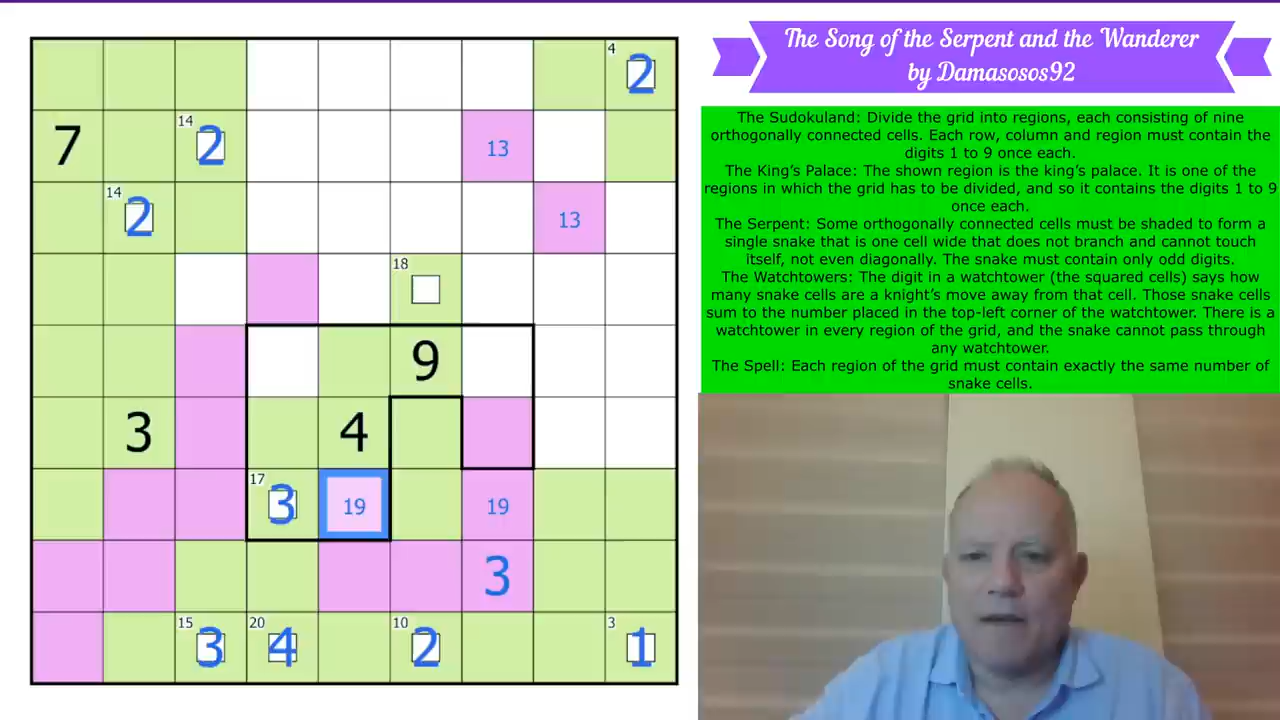 The Song of the Serpent and the Wanderer
by Damasosos92
The Sudokuland: Divide the grid into regions, each consisting of nine
orthogonally connected cells. Each row, column and region must contain the
digits 1 to 9 once each.
The King's Palace: The shown region is the king's palace. It is one of the
regions in which the grid has to be divided, and so it contains the digits 1 to 9
once each.
The Serpent: Some orthogonally connected cells must be shaded to form a
single snake that is one cell wide that does not branch and cannot touch
itself, not even diagonally. The snake must contain only odd digits.
The Watchtowers: The digit in a watchtower (the squared cells) says how
many snake cells are a knight's move away from that cell. Those snake cells
sum to the number placed in the top-left corner of the watchtower. There is a
watchtower in every region of the grid, and the snake cannot pass through
any watchtower.
The Spell: Each region of the grid must contain exactly the same number of
snake cells.
4 2
7 14 2 13
14 2 13
18
9
3 4
17 3 19 19
3
15 3 20 4 10 2 3 1